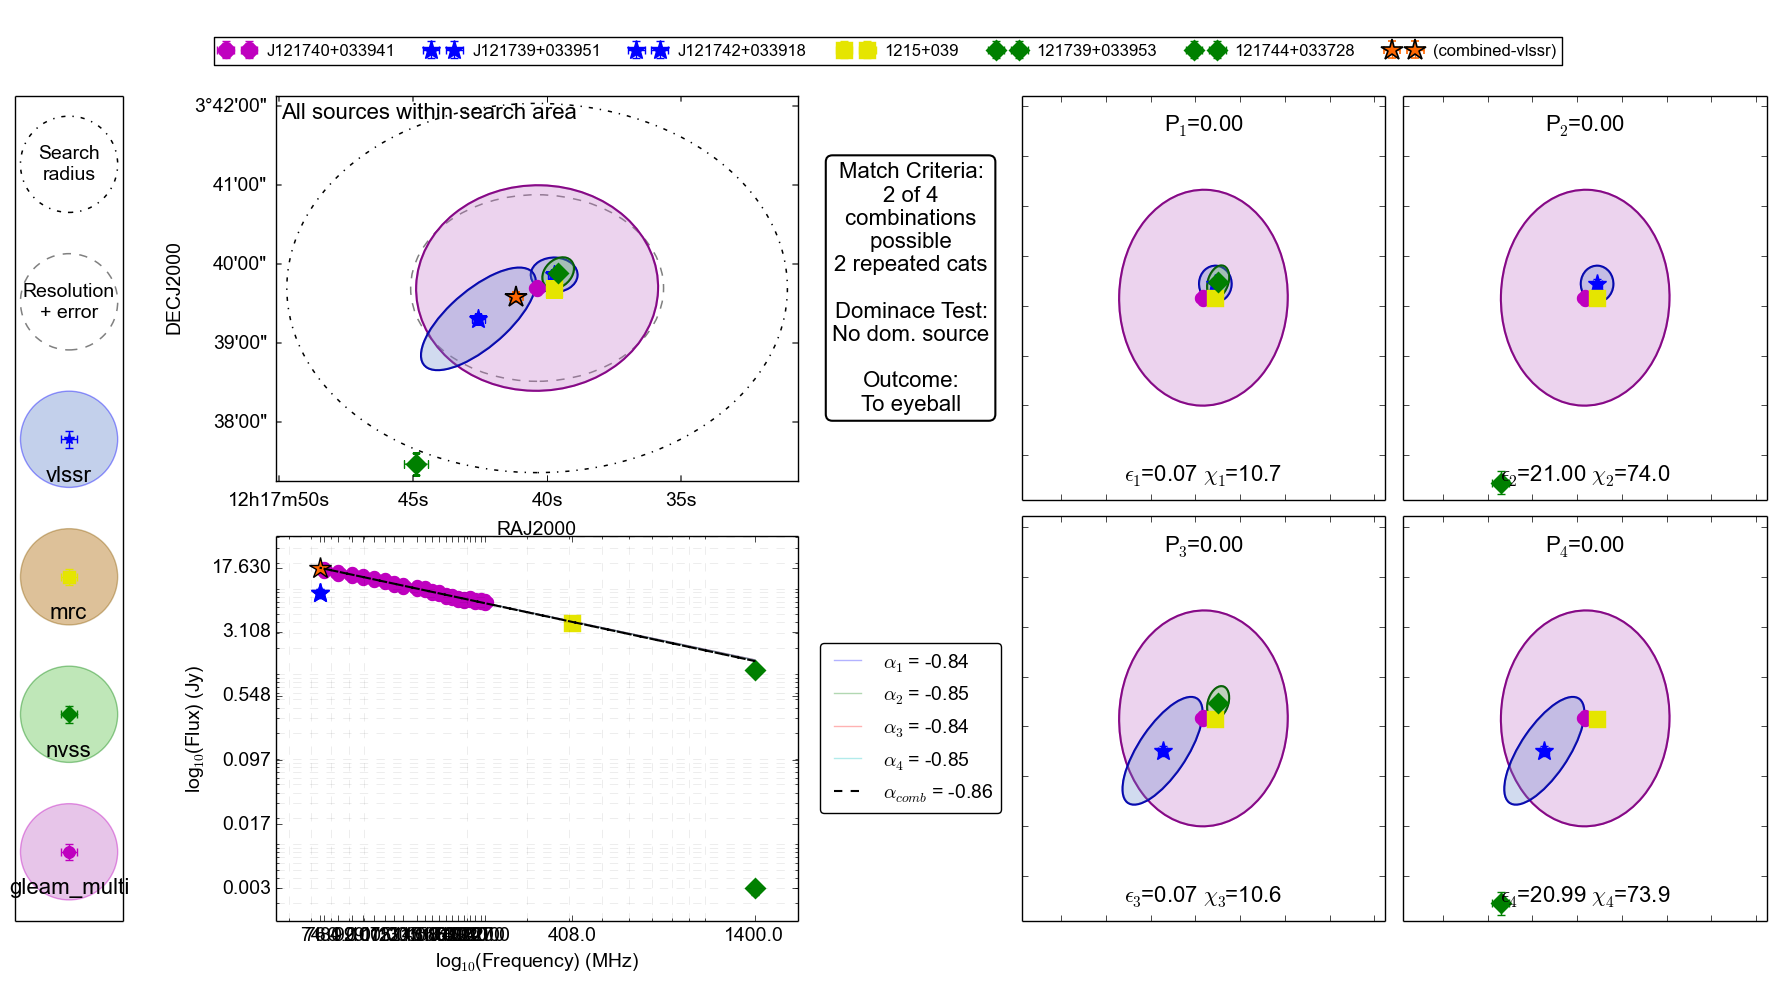 J121740+033941 J121739+033951 J121742+033918 1215+039 121739+033953 121744+033728 (combined-vlssr)
Search
radius
Resolution
+ error
vlssr
mrc
nvss
gleam_multi
All sources within search area
3°42'00"
41'00"
40'00"
39'00"
38'00"
DECJ2000
12h17m50s 45s 40s 35s
RAJ2000
Match Criteria:
2 of 4
combinations
possible
2 repeated cats
Dominace Test:
No dom. source
Outcome:
To eyeball
P1=0.00
ϵ1=0.07 χ1=10.7
P2=0.00
ϵ2=21.00 χ2=74.0
P3=0.00
ϵ3=0.07 χ3=10.6
P4=0.00
ϵ4=20.99 χ4=73.9
17.630
3.108
0.548
0.097
0.017
0.003
log10(Flux) (Jy)
408.0 1400.0
log10(Frequency) (MHz)
α1 = -0.84
α2 = -0.85
α3 = -0.84
α4 = -0.85
αcomb = -0.86